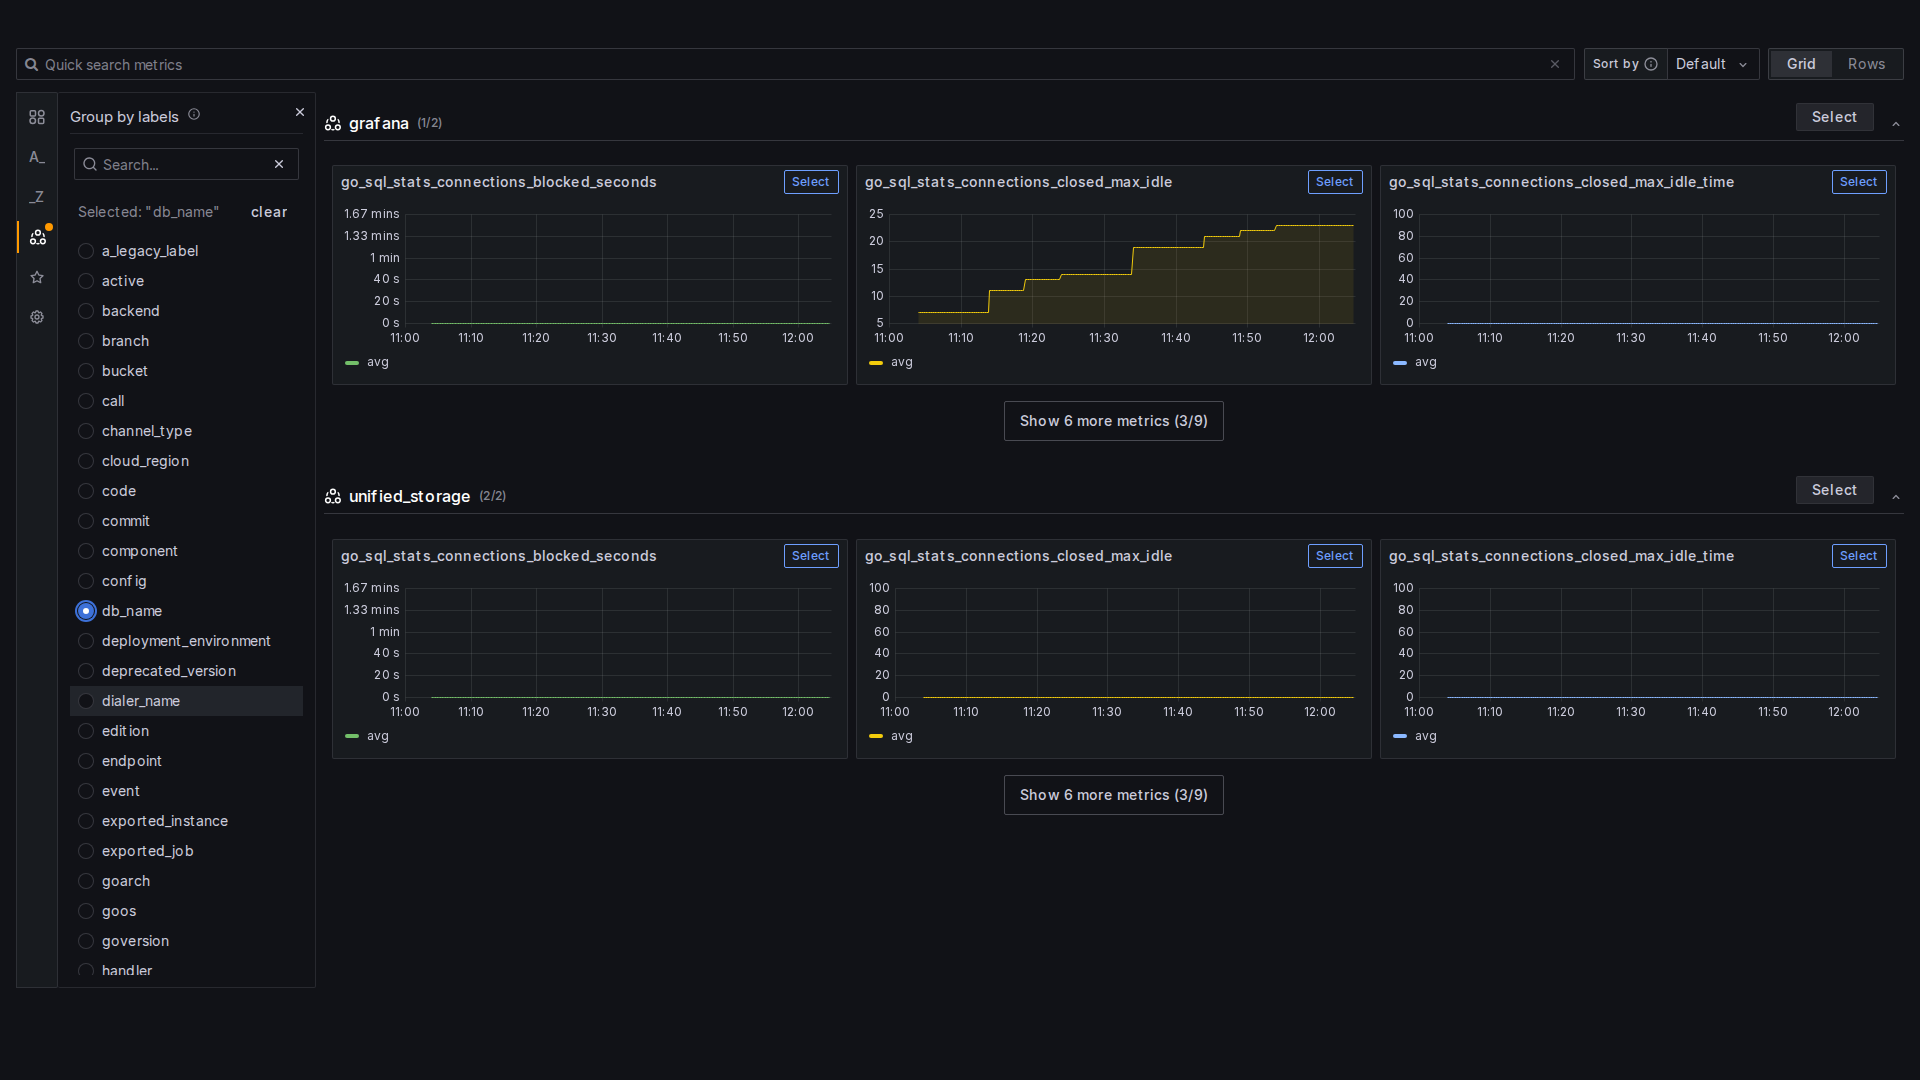 Quick search metrics
Sort by
Default
Grid
Rows
Group by labels
Search...
Selected: "db_name"
clear
a_legacy_label
active
backend
branch
bucket
call
channel_type
cloud_region
code
commit
component
config
db_name
deployment_environment
deprecated_version
dialer_name
edition
endpoint
event
exported_instance
exported_job
goarch
goos
goversion
handler
A_
_Z
grafana (1/2)
Select
go_sql_stats_connections_blocked_seconds
Select
1.67 mins
1.33 mins
1 min
40 s
20 s
0 s
11:00 11:10 11:20 11:30 11:40 11:50 12:00
avg
go_sql_stats_connections_closed_max_idle
Select
25
20
15
10
5
11:00 11:10 11:20 11:30 11:40 11:50 12:00
avg
go_sql_stats_connections_closed_max_idle_time
Select
100
80
60
40
20
0
11:00 11:10 11:20 11:30 11:40 11:50 12:00
avg
Show 6 more metrics (3/9)
unified_storage (2/2)
Select
go_sql_stats_connections_blocked_seconds
Select
1.67 mins
1.33 mins
1 min
40 s
20 s
0 s
11:00 11:10 11:20 11:30 11:40 11:50 12:00
avg
go_sql_stats_connections_closed_max_idle
Select
100
80
60
40
20
0
11:00 11:10 11:20 11:30 11:40 11:50 12:00
avg
go_sql_stats_connections_closed_max_idle_time
Select
100
80
60
40
20
0
11:00 11:10 11:20 11:30 11:40 11:50 12:00
avg
Show 6 more metrics (3/9)